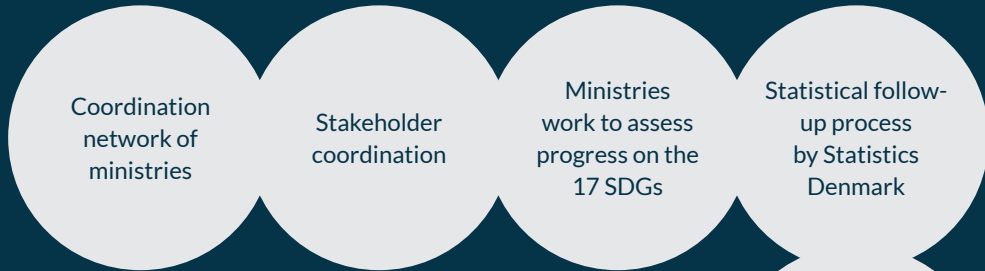 Coordination
network of
ministries
Stakeholder
coordination
Ministries
work to assess
progress on the
17 SDGs
Statistical follow-
up process
by Statistics
Denmark